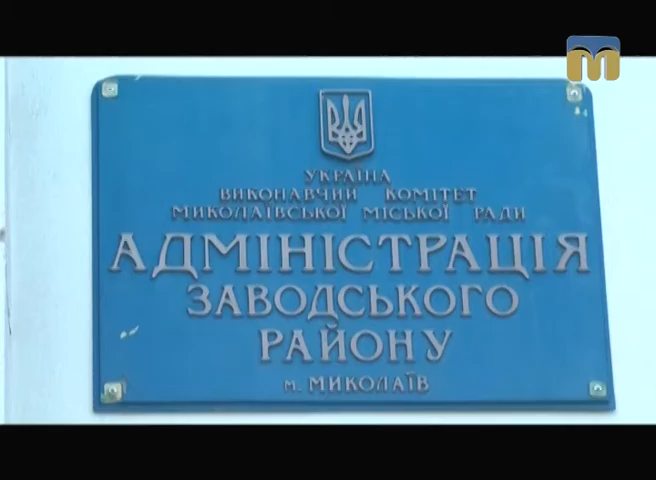 УКРАЇНА
ВИКОНАВЧИЙ КОМІТЕТ
МИКОЛАЇВСЬКОЇ МІСЬКОЇ РАДИ
АДМІНІСТРАЦІЯ
ЗАВОДСЬКОГО
РАЙОНУ
м. МИКОЛАЇВ